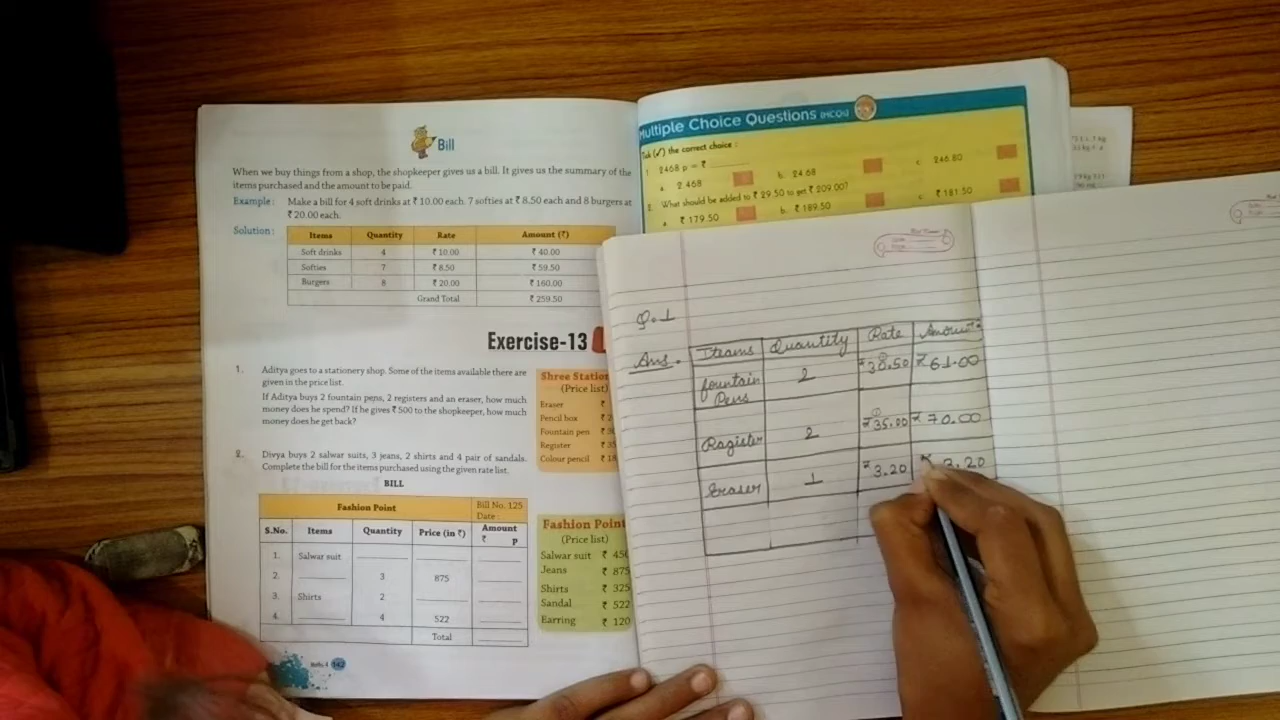 Bill
When we buy things from a shop, the shopkeeper gives us a bill. It gives us the summary of the
items purchased and the amount to be paid.
Example : Make a bill for 4 soft drinks at ₹ 10.00 each. 7 softies at ₹ 8.50 each and 8 burgers at
₹ 20.00 each.
Solution :
Items Quantity Rate Amount (₹)
Soft drinks 4 ₹ 10.00 ₹ 40.00
Softies 7 ₹ 8.50 ₹ 59.50
Burgers 8 ₹ 20.00 ₹ 160.00
Grand Total ₹ 259.50
Exercise-13
1. Aditya goes to a stationery shop. Some of the items available there are
given in the price list.
If Aditya buys 2 fountain pens, 2 registers and an eraser, how much
money does he spend? If he gives ₹ 500 to the shopkeeper, how much
money does he get back?
Shree Station
(Price list)
Eraser ₹
Pencil box ₹
Fountain pen ₹
Register ₹
Colour pencil ₹
2. Divya buys 2 salwar suits, 3 jeans, 2 shirts and 4 pair of sandals.
Complete the bill for the items purchased using the given rate list.
BILL
Fashion Point Bill No. 125
Date :
S.No. Items Quantity Price (in ₹) Amount
₹ p
1. Salwar suit
2. 3 875
3. Shirts 2
4. 4 522
Total
Fashion Point
(Price list)
Salwar suit ₹ 450
Jeans ₹ 875
Shirts ₹ 325
Sandal ₹ 522
Earring ₹ 120
142
Multiple Choice Questions (MCQs)
Tick (✓) the correct choice :
1. 2468 p = ₹
a. 2.468 b. 24.68 c. 246.80
2. What should be added to ₹ 29.50 to get ₹ 209.00?
a. ₹ 179.50 b. ₹ 189.50 c. ₹ 181.50
Q.1
Ans. Iteams Quantity Rate Amount
fountain 2 ₹30.50 ₹61.00
Pens
Ragister 2 ₹35.00 ₹70.00
Eraser 1 ₹3.20 ₹3.20